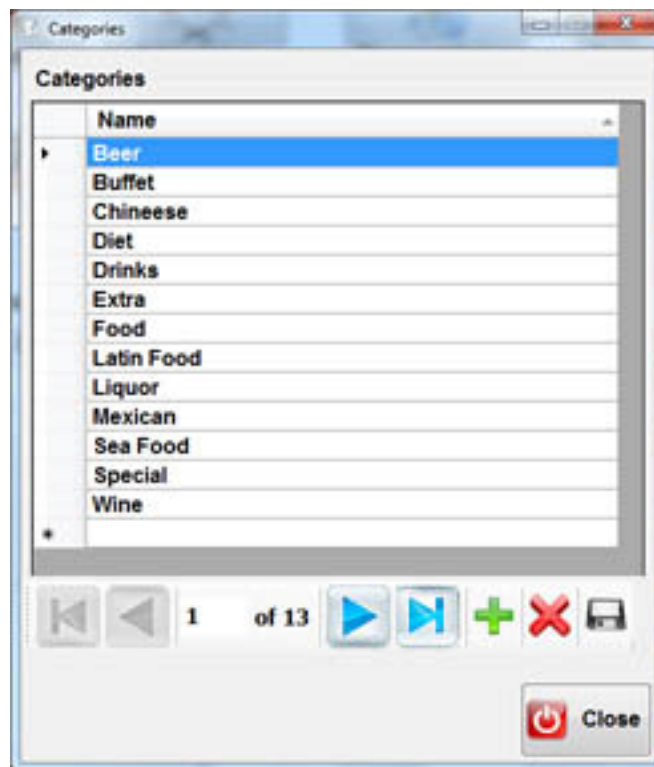 Categories
Categories
Name
Beer
Buffet
Chineese
Diet
Drinks
Extra
Food
Latin Food
Liquor
Mexican
Sea Food
Special
Wine
*
1 of 13
Close